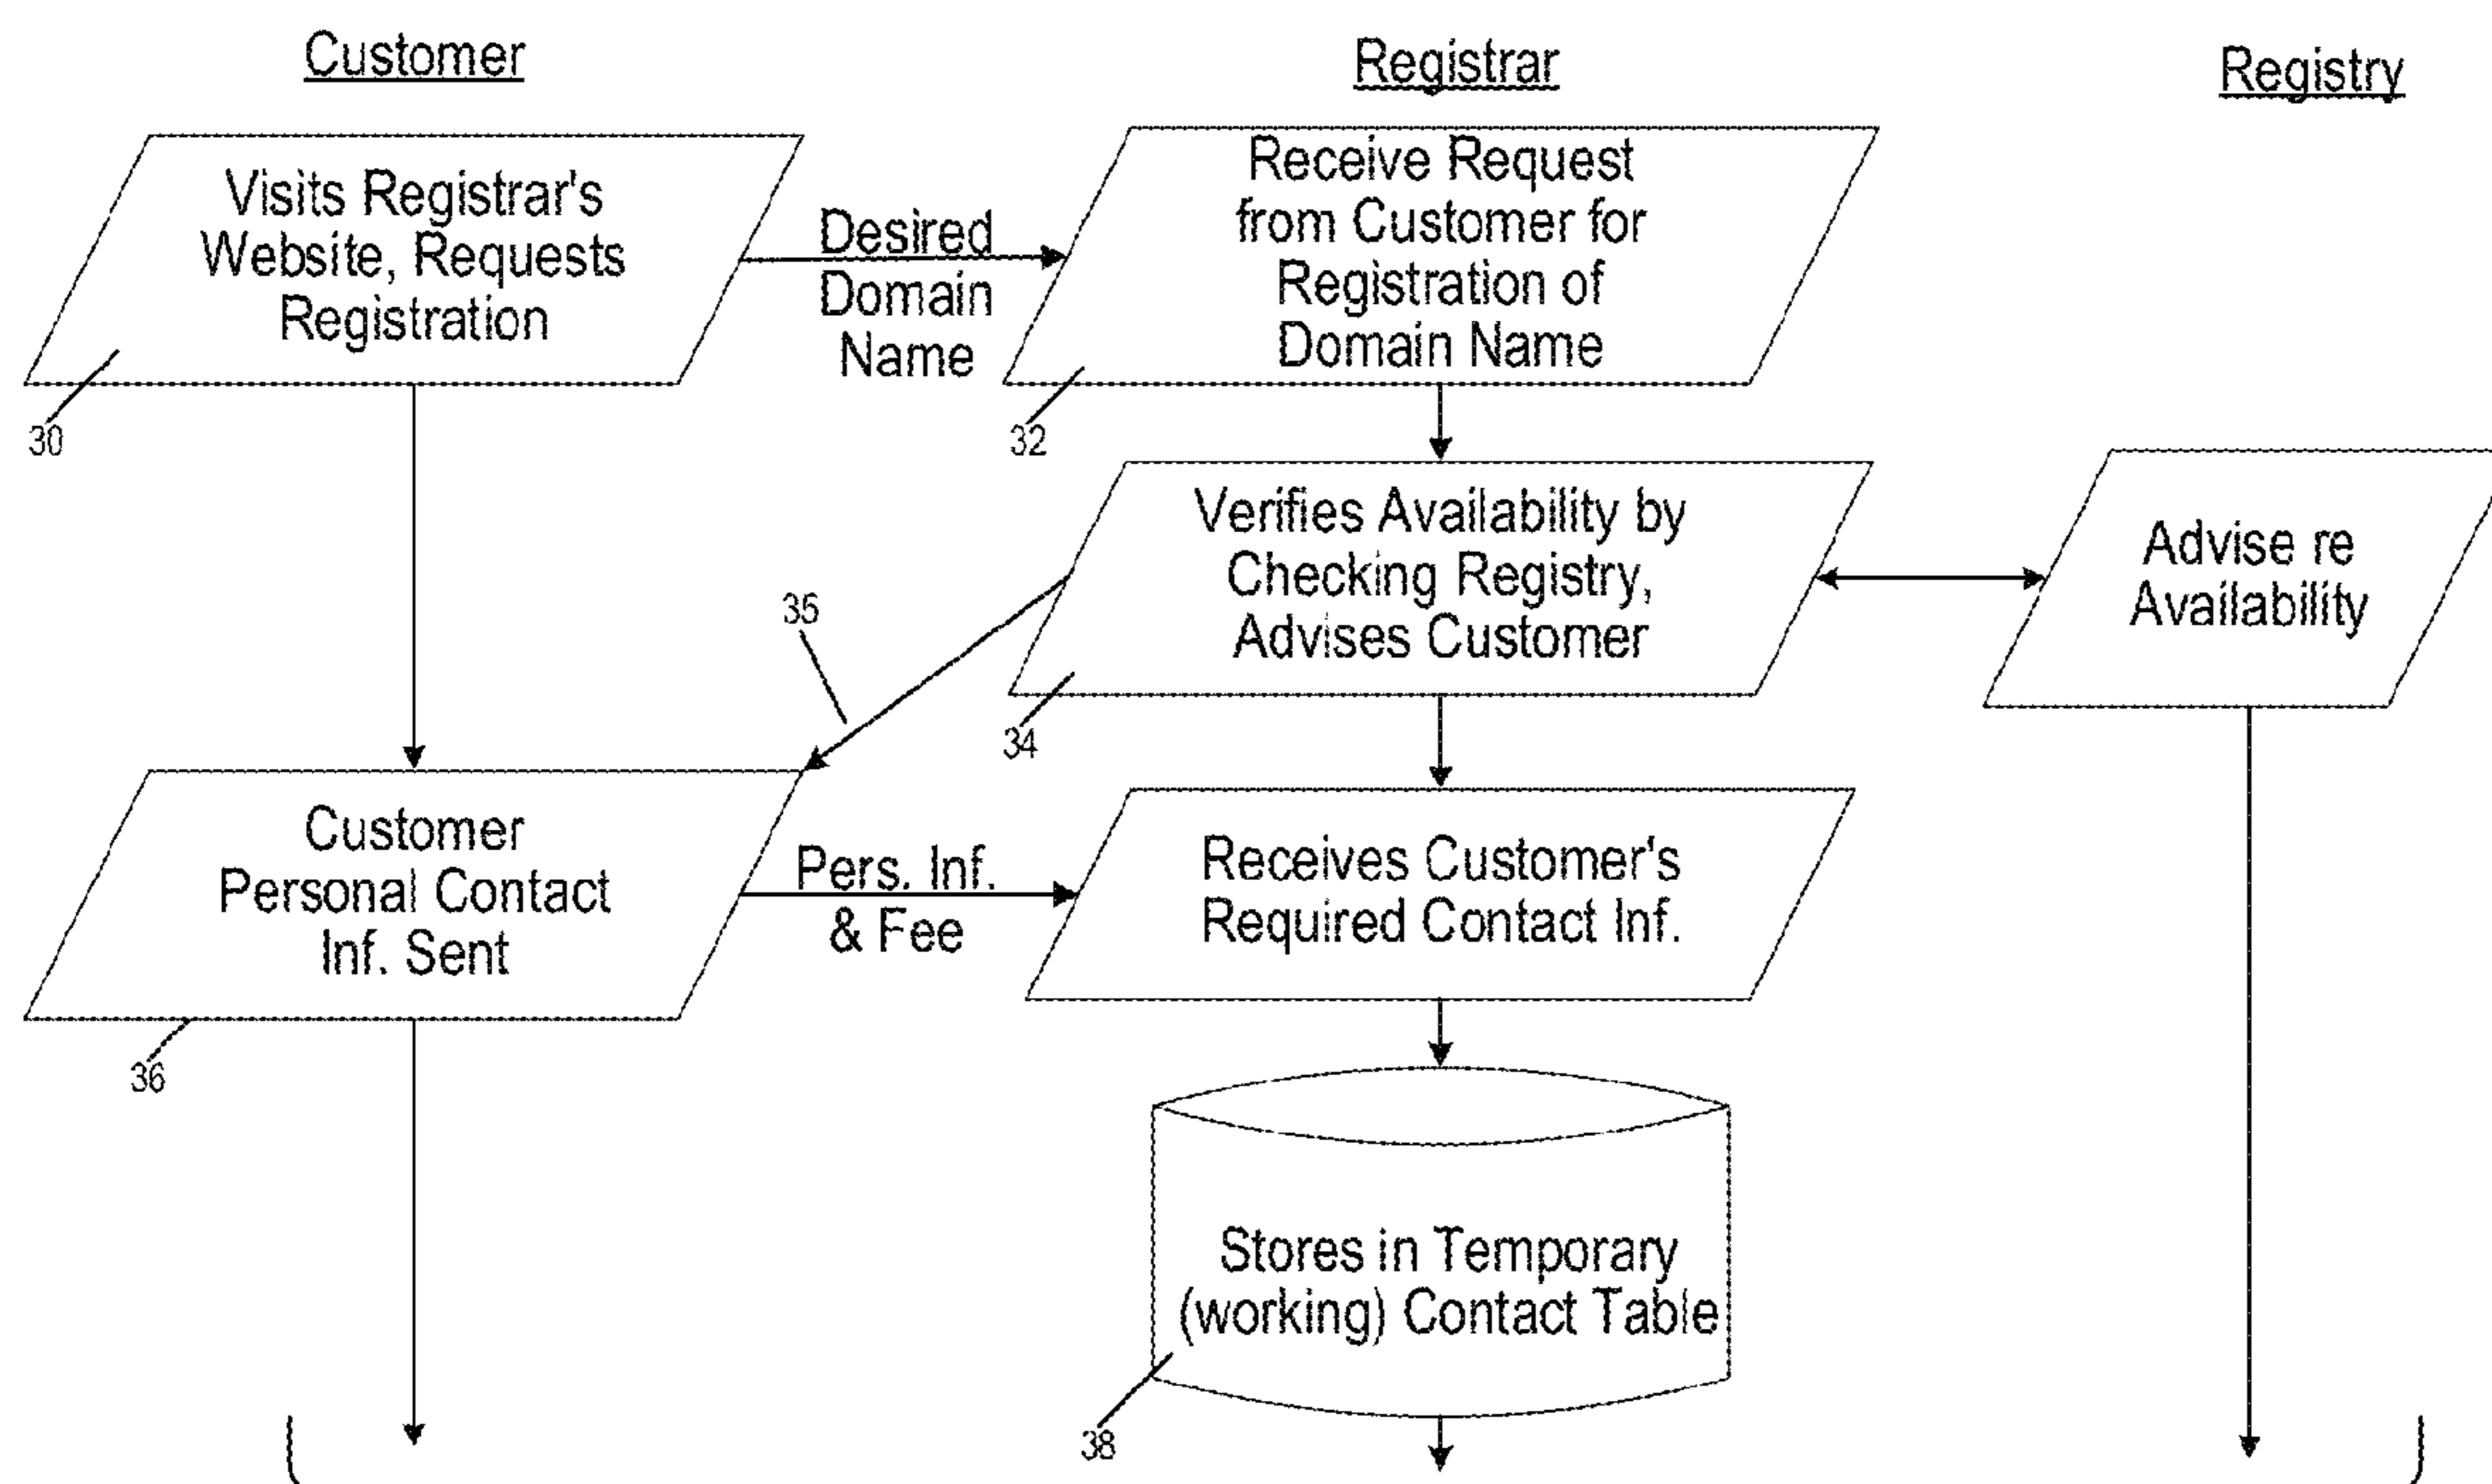 Customer
Registrar
Registry
Visits Registrar's
Website, Requests
Registration
30
Desired
Domain
Name
Receive Request
from Customer for
Registration of
Domain Name
32
Verifies Availability by
Checking Registry,
Advises Customer
34
Advise re
Availability
35
Customer
Personal Contact
Inf. Sent
36
Pers. Inf.
& Fee
Receives Customer's
Required Contact Inf.
Stores in Temporary
(working) Contact Table
38